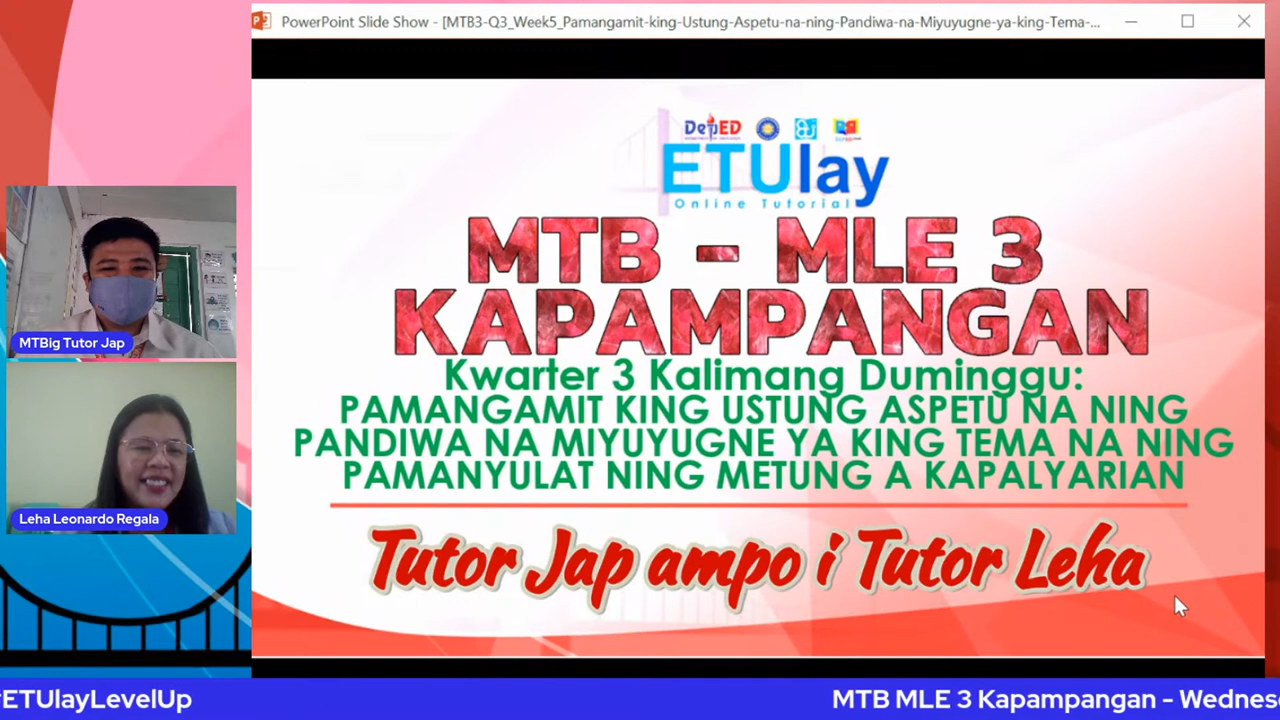 PowerPoint Slide Show - [MTB3-Q3_Week5_Pamangamit-king-Ustung-Aspetu-na-ning-Pandiwa-na-Miyuyugne-ya-king-Tema-...
DepED
ETUlay
Online Tutorial
MTB - MLE 3
KAPAMPANGAN
Kwarter 3 Kalimang Duminggu:
PAMANGAMIT KING USTUNG ASPETU NA NING
PANDIWA NA MIYUYUGNE YA KING TEMA NA NING
PAMANYULAT NING METUNG A KAPALYARIAN
Tutor Jap ampo i Tutor Leha
MTBig Tutor Jap
Leha Leonardo Regala
#ETUlayLevelUp
MTB MLE 3 Kapampangan - Wednes